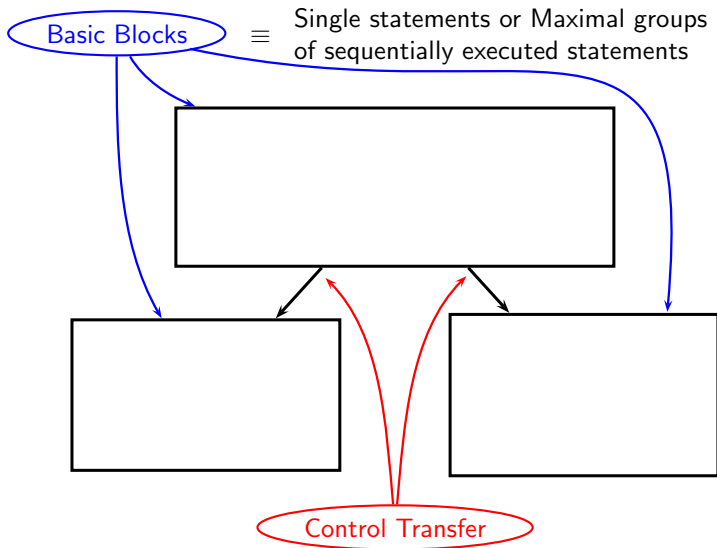 Basic Blocks ≡ Single statements or Maximal groups
of sequentially executed statements
Control Transfer